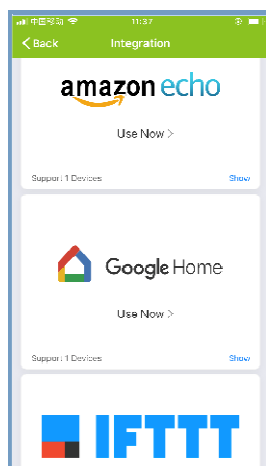 中国移动 11:37
Back Integration
amazon echo
Use Now >
Support 1 Devices Show
Google Home
Use Now >
Support 1 Devices Show
IFTTT